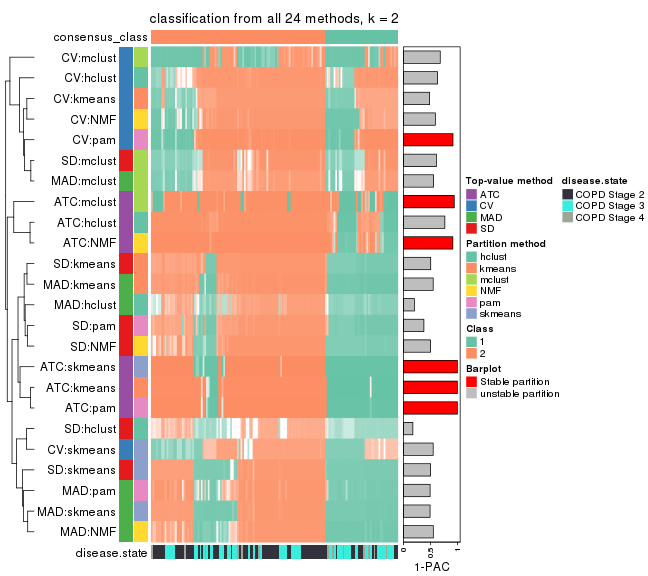 classification from all 24 methods, k = 2
consensus_class
CV:mclust
CV:hclust
CV:kmeans
CV:NMF
CV:pam
SD:mclust
MAD:mclust
ATC:mclust
ATC:hclust
ATC:NMF
SD:kmeans
MAD:kmeans
MAD:hclust
SD:pam
SD:NMF
ATC:skmeans
ATC:kmeans
ATC:pam
SD:hclust
CV:skmeans
SD:skmeans
MAD:pam
MAD:skmeans
MAD:NMF
disease.state
0 0.5 1
1-PAC
Top-value method
ATC
CV
MAD
SD
Partition method
hclust
kmeans
mclust
NMF
pam
skmeans
Class
1
2
Barplot
Stable partition
unstable partition
disease.state
COPD Stage 2
COPD Stage 3
COPD Stage 4